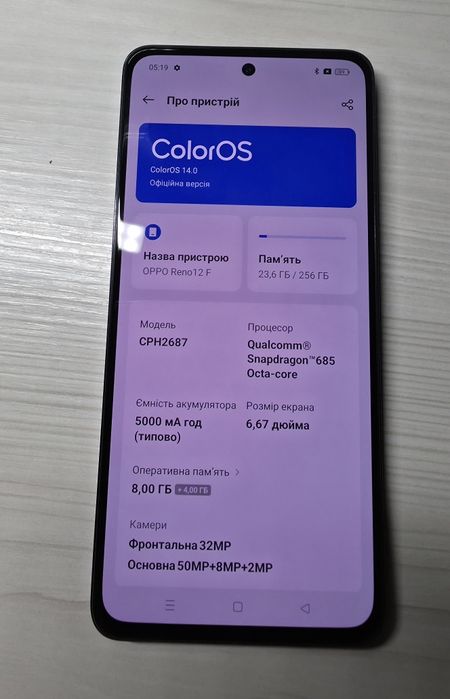 05:19
Про пристрій
ColorOS
ColorOS 14.0
Офіційна версія
Назва пристрою
OPPO Reno12 F
Пам'ять
23,6 ГБ / 256 ГБ
Модель
CPH2687
Процесор
Qualcomm®
Snapdragon™685
Octa-core
Ємність акумулятора
5000 мА год
(типово)
Розмір екрана
6,67 дюйма
Оперативна пам'ять
8,00 ГБ + 4,00 ГБ
Камери
Фронтальна 32MP
Основна 50MP+8MP+2MP